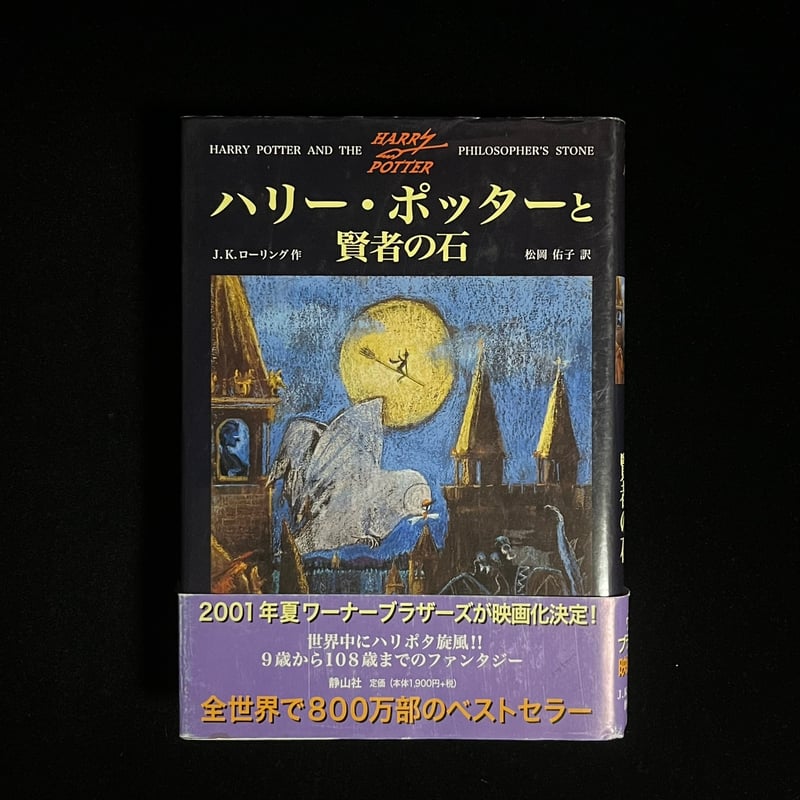 HARRY POTTER AND THE HARRY POTTER PHILOSOPHER'S STONE
ハリー・ポッターと
賢者の石
J.K.ローリング作
松岡 佑子 訳
2001年夏ワーナーブラザーズが映画化決定!
世界中にハリポタ旋風!!
9歳から108歳までのファンタジー
静山社 定価(本体1,900円+税)
全世界で800万部のベストセラー
賢者の石